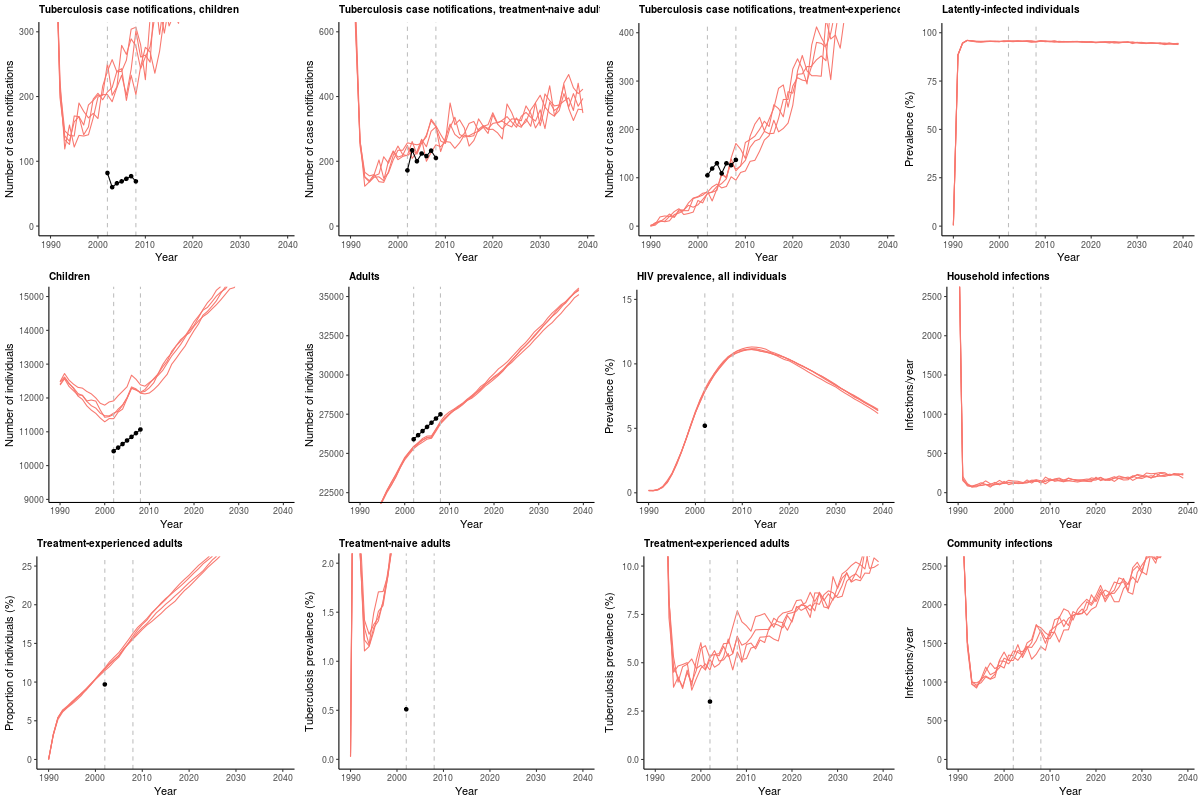 Tuberculosis case notifications, children
Number of case notifications
300
200
100
0
1990 2000 2010 2020 2030 2040
Year
Tuberculosis case notifications, treatment-naive adult
Number of case notifications
600
400
200
0
1990 2000 2010 2020 2030 2040
Year
Tuberculosis case notifications, treatment-experience
Number of case notifications
400
300
200
100
0
1990 2000 2010 2020 2030 2040
Year
Latently-infected individuals
Prevalence (%)
100
75
50
25
0
1990 2000 2010 2020 2030 2040
Year
Children
Number of individuals
15000
14000
13000
12000
11000
10000
9000
1990 2000 2010 2020 2030 2040
Year
Adults
Number of individuals
35000
32500
30000
27500
25000
22500
1990 2000 2010 2020 2030 2040
Year
HIV prevalence, all individuals
Prevalence (%)
15
10
5
0
1990 2000 2010 2020 2030 2040
Year
Household infections
Infections/year
2500
2000
1500
1000
500
0
1990 2000 2010 2020 2030 2040
Year
Treatment-experienced adults
Proportion of individuals (%)
25
20
15
10
5
0
1990 2000 2010 2020 2030 2040
Year
Treatment-naive adults
Tuberculosis prevalence (%)
2.0
1.5
1.0
0.5
0.0
1990 2000 2010 2020 2030 2040
Year
Treatment-experienced adults
Tuberculosis prevalence (%)
10.0
7.5
5.0
2.5
0.0
1990 2000 2010 2020 2030 2040
Year
Community infections
Infections/year
2500
2000
1500
1000
500
0
1990 2000 2010 2020 2030 2040
Year